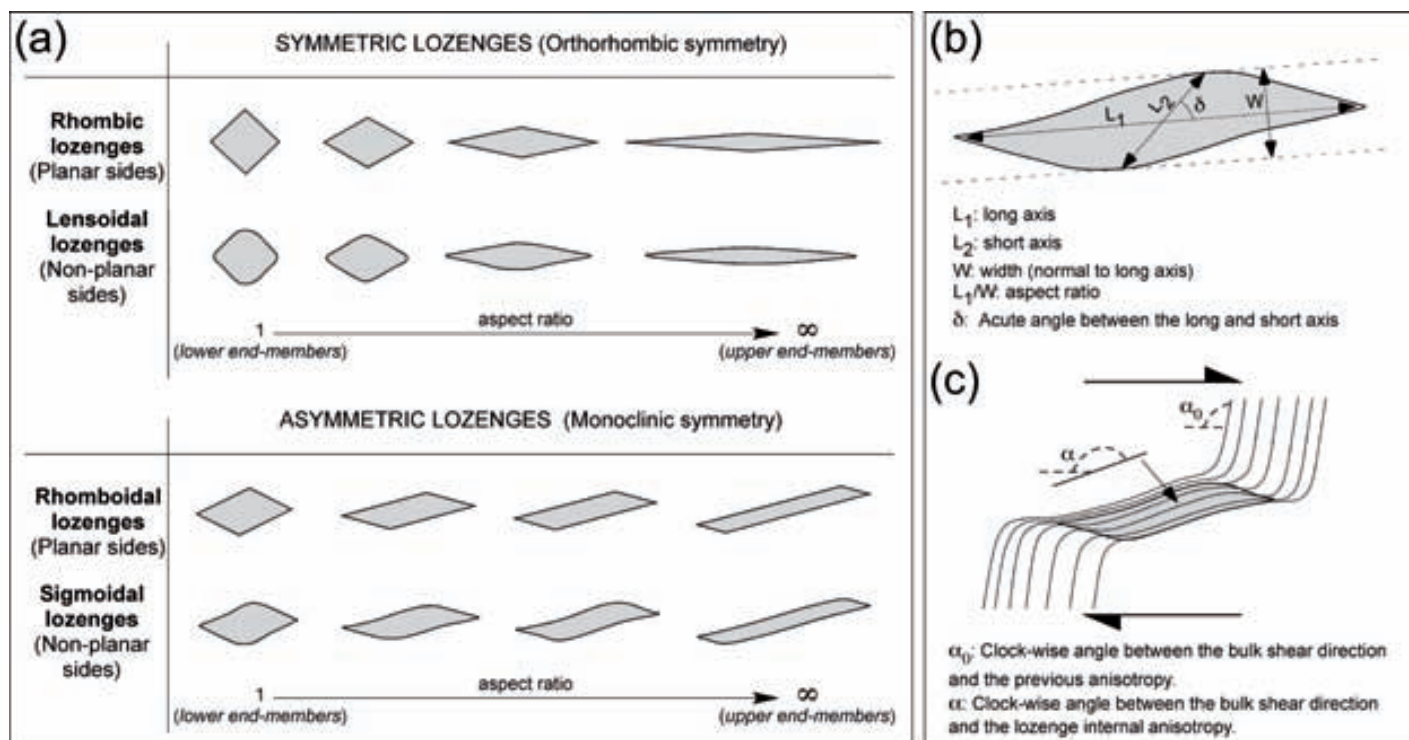 (a)
SYMMETRIC LOZENGES (Orthorhombic symmetry)
Rhombic
lozenges
(Planar sides)
Lensoidal
lozenges
(Non-planar
sides)
1 aspect ratio ∞
(lower end-members) (upper end-members)
ASYMMETRIC LOZENGES (Monoclinic symmetry)
Rhomboidal
lozenges
(Planar sides)
Sigmoidal
lozenges
(Non-planar
sides)
1 aspect ratio ∞
(lower end-members) (upper end-members)
(b)
L₂ δ W
L₁
L₁: long axis
L₂: short axis
W: width (normal to long axis)
L₁/W: aspect ratio
δ: Acute angle between the long and short axis
(c)
α₀
α
α₀: Clock-wise angle between the bulk shear direction
and the previous anisotropy.
α: Clock-wise angle between the bulk shear direction
and the lozenge internal anisotropy.